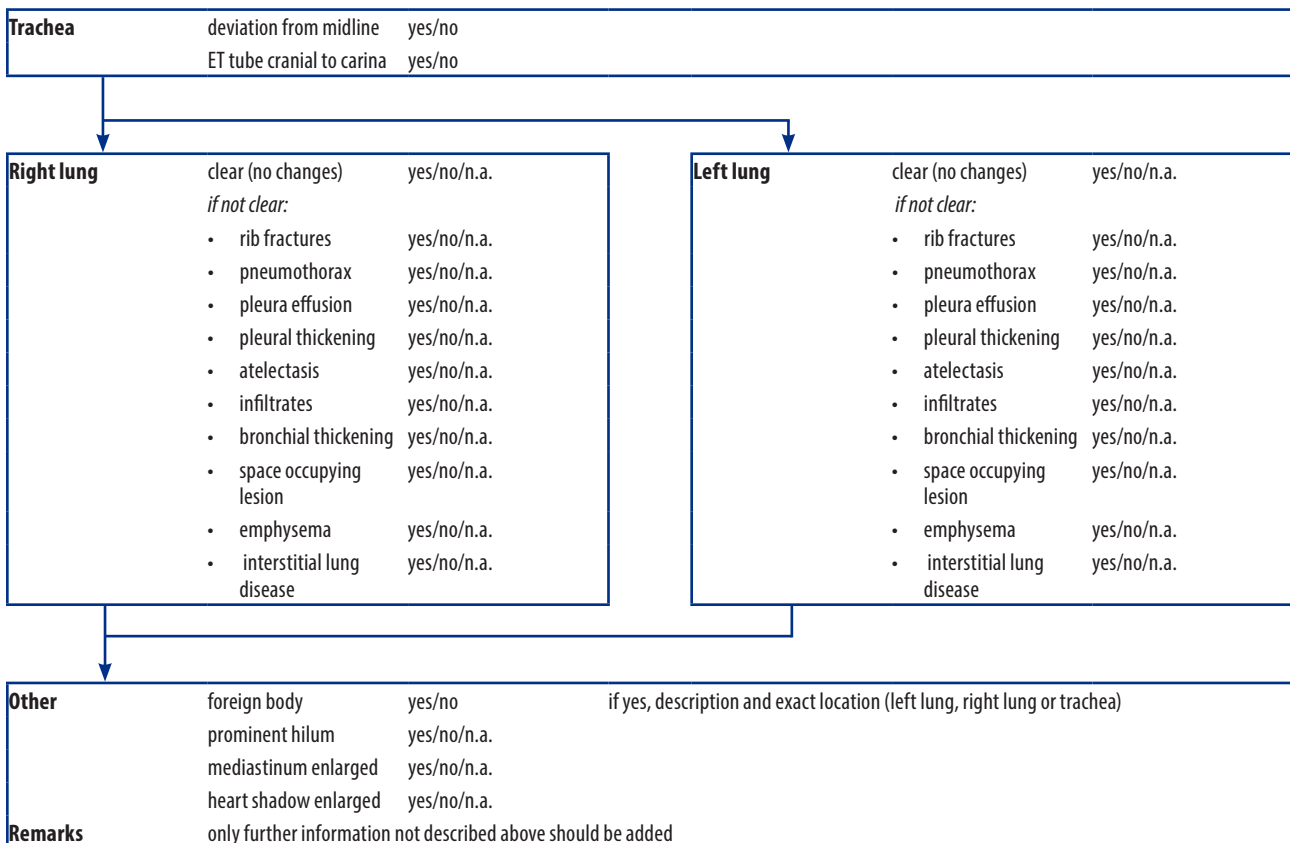 Trachea deviation from midline yes/no
ET tube cranial to carina yes/no
Right lung clear (no changes) yes/no/n.a.
if not clear:
• rib fractures yes/no/n.a.
• pneumothorax yes/no/n.a.
• pleura effusion yes/no/n.a.
• pleural thickening yes/no/n.a.
• atelectasis yes/no/n.a.
• infiltrates yes/no/n.a.
• bronchial thickening yes/no/n.a.
• space occupying yes/no/n.a.
lesion
• emphysema yes/no/n.a.
• interstitial lung yes/no/n.a.
disease
Left lung clear (no changes) yes/no/n.a.
if not clear:
• rib fractures yes/no/n.a.
• pneumothorax yes/no/n.a.
• pleura effusion yes/no/n.a.
• pleural thickening yes/no/n.a.
• atelectasis yes/no/n.a.
• infiltrates yes/no/n.a.
• bronchial thickening yes/no/n.a.
• space occupying yes/no/n.a.
lesion
• emphysema yes/no/n.a.
• interstitial lung yes/no/n.a.
disease
Other foreign body yes/no if yes, description and exact location (left lung, right lung or trachea)
prominent hilum yes/no/n.a.
mediastinum enlarged yes/no/n.a.
heart shadow enlarged yes/no/n.a.
Remarks only further information not described above should be added